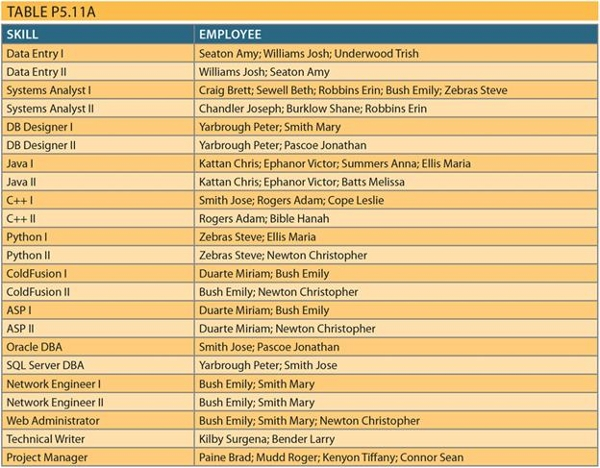 TABLE P5.11A
SKILL EMPLOYEE
Data Entry I Seaton Amy; Williams Josh; Underwood Trish
Data Entry II Williams Josh; Seaton Amy
Systems Analyst I Craig Brett; Sewell Beth; Robbins Erin; Bush Emily; Zebras Steve
Systems Analyst II Chandler Joseph; Burklow Shane; Robbins Erin
DB Designer I Yarbrough Peter; Smith Mary
DB Designer II Yarbrough Peter; Pascoe Jonathan
Java I Kattan Chris; Ephanor Victor; Summers Anna; Ellis Maria
Java II Kattan Chris; Ephanor Victor; Batts Melissa
C++ I Smith Jose; Rogers Adam; Cope Leslie
C++ II Rogers Adam; Bible Hanah
Python I Zebras Steve; Ellis Maria
Python II Zebras Steve; Newton Christopher
ColdFusion I Duarte Miriam; Bush Emily
ColdFusion II Bush Emily; Newton Christopher
ASP I Duarte Miriam; Bush Emily
ASP II Duarte Miriam; Newton Christopher
Oracle DBA Smith Jose; Pascoe Jonathan
SQL Server DBA Yarbrough Peter; Smith Jose
Network Engineer I Bush Emily; Smith Mary
Network Engineer II Bush Emily; Smith Mary
Web Administrator Bush Emily; Smith Mary; Newton Christopher
Technical Writer Kilby Surgena; Bender Larry
Project Manager Paine Brad; Mudd Roger; Kenyon Tiffany; Connor Sean